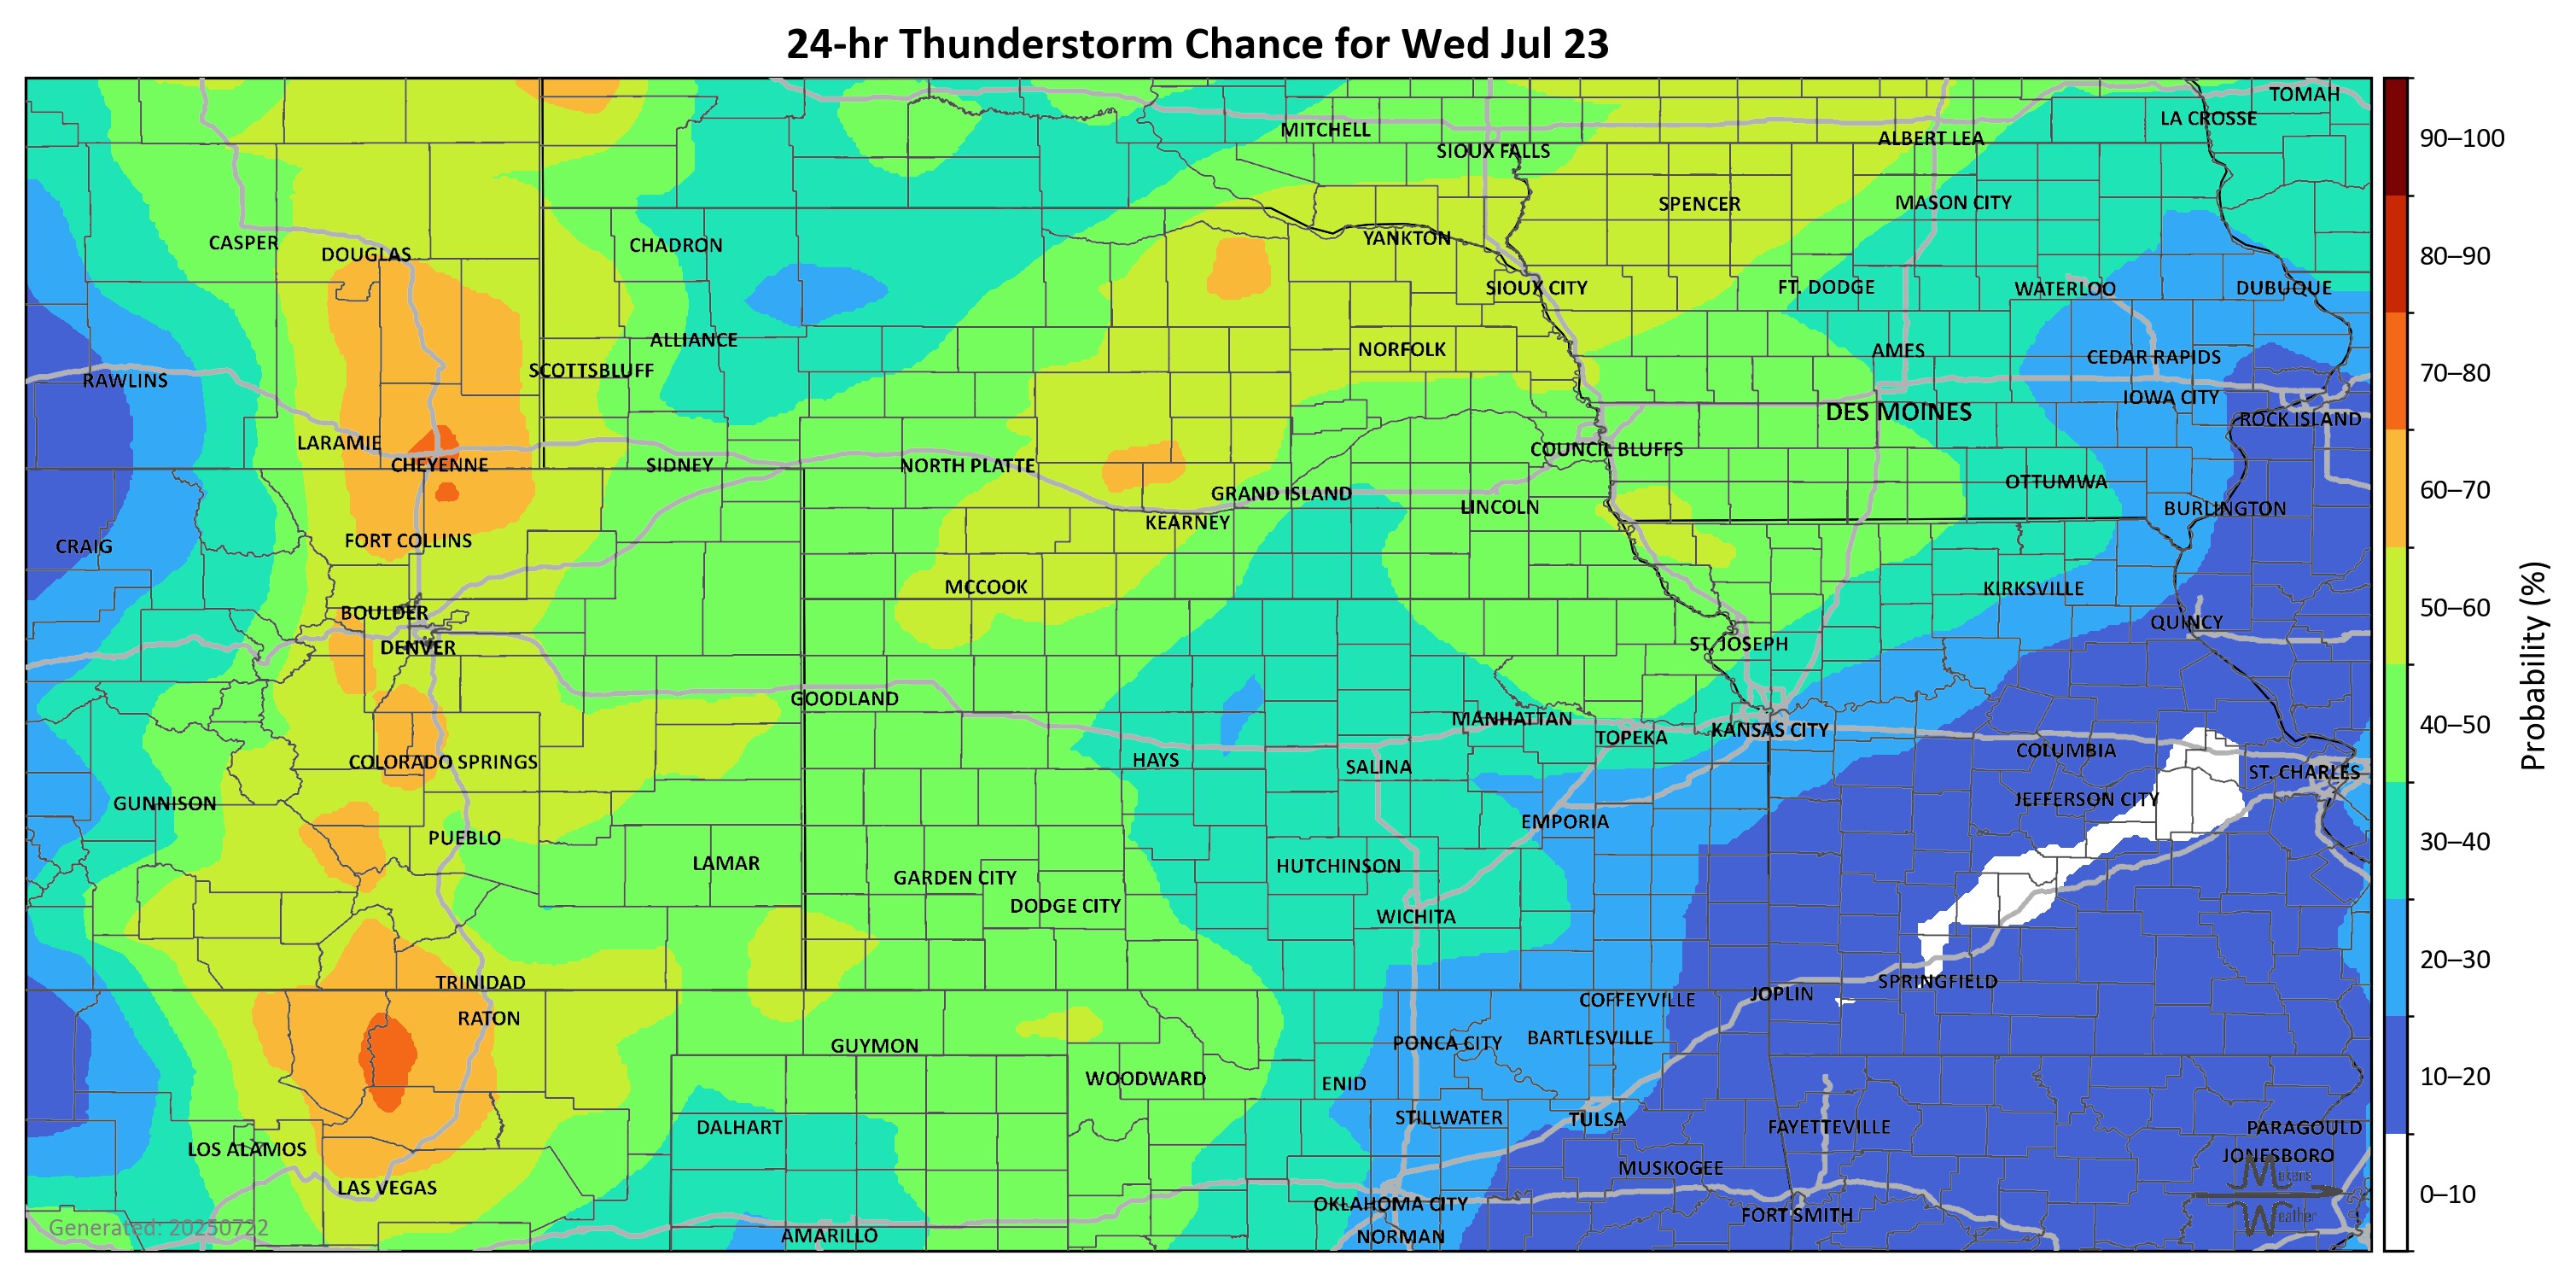 24-hr Thunderstorm Chance for Wed Jul 23
TOMAH
LA CROSSE
MITCHELL
ALBERT LEA
SIOUX FALLS
SPENCER
MASON CITY
CASPER
DOUGLAS
CHADRON
YANKTON
SIOUX CITY
FT. DODGE
WATERLOO
DUBUQUE
ALLIANCE
NORFOLK
AMES
CEDAR RAPIDS
RAWLINS
SCOTTSBLUFF
IOWA CITY
DES MOINES
ROCK ISLAND
LARAMIE
COUNCIL BLUFFS
CHEYENNE
SIDNEY
NORTH PLATTE
OTTUMWA
GRAND ISLAND
LINCOLN
BURLINGTON
KEARNEY
CRAIG
FORT COLLINS
MCCOOK
KIRKSVILLE
BOULDER
QUINCY
DENVER
ST. JOSEPH
GOODLAND
MANHATTAN
KANSAS CITY
TOPEKA
COLUMBIA
COLORADO SPRINGS
HAYS
SALINA
ST. CHARLES
GUNNISON
JEFFERSON CITY
EMPORIA
PUEBLO
LAMAR
HUTCHINSON
GARDEN CITY
DODGE CITY
WICHITA
TRINIDAD
SPRINGFIELD
JOPLIN
COFFEYVILLE
RATON
BARTLESVILLE
GUYMON
PONCA CITY
WOODWARD
ENID
STILLWATER
TULSA
DALHART
FAYETTEVILLE
PARAGOULD
LOS ALAMOS
JONESBORO
MUSKOGEE
LAS VEGAS
OKLAHOMA CITY
FORT SMITH
AMARILLO
NORMAN
Generated: 20250722
Makens
Weather
90–100
80–90
70–80
60–70
50–60
40–50
30–40
20–30
10–20
0–10
Probability (%)